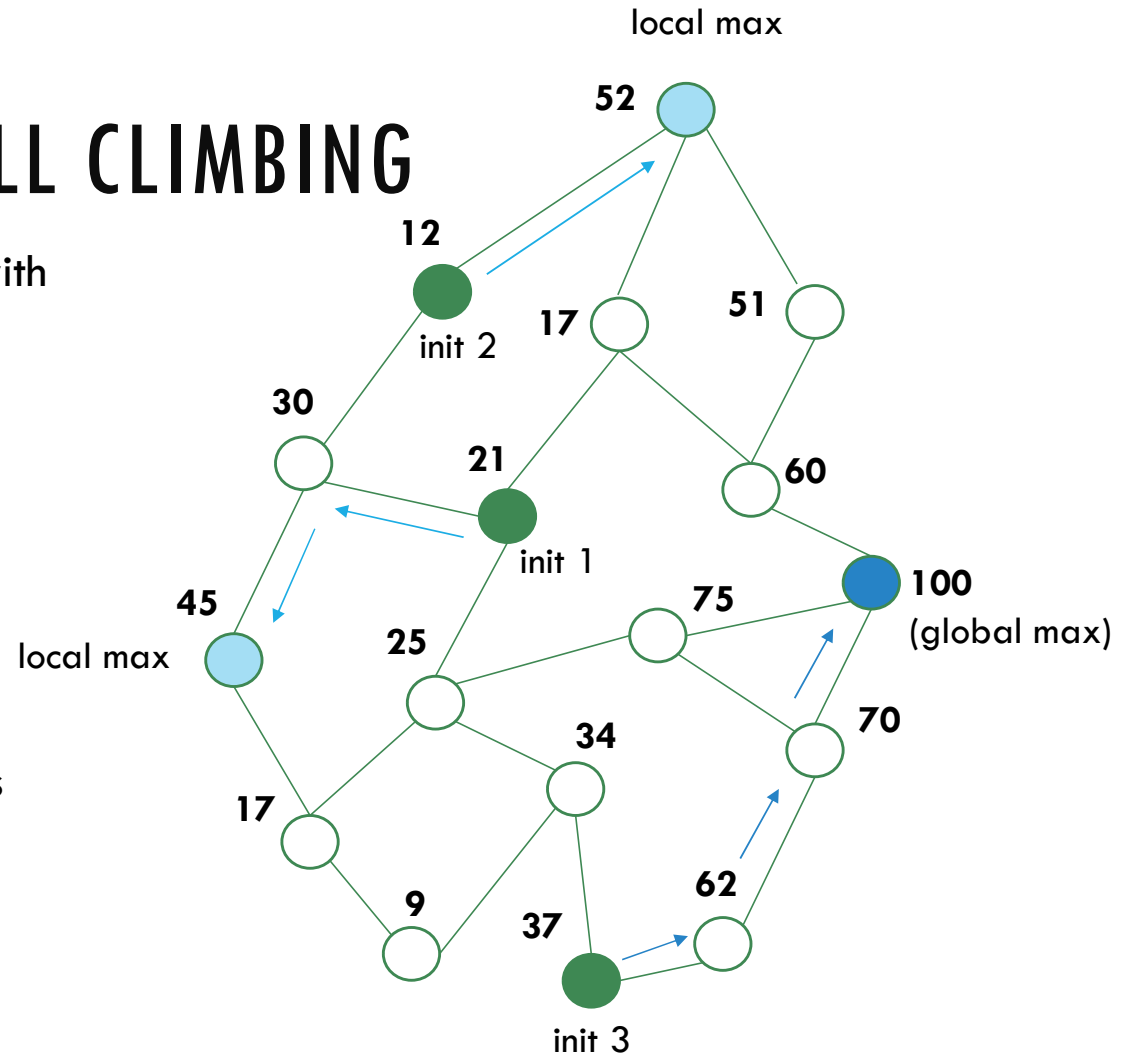 local max
52
LL CLIMBING
12
ith
init 2
17
51
30
21
60
init 1
100
(global max)
75
45
local max
25
70
34
s
17
62
9
37
init 3